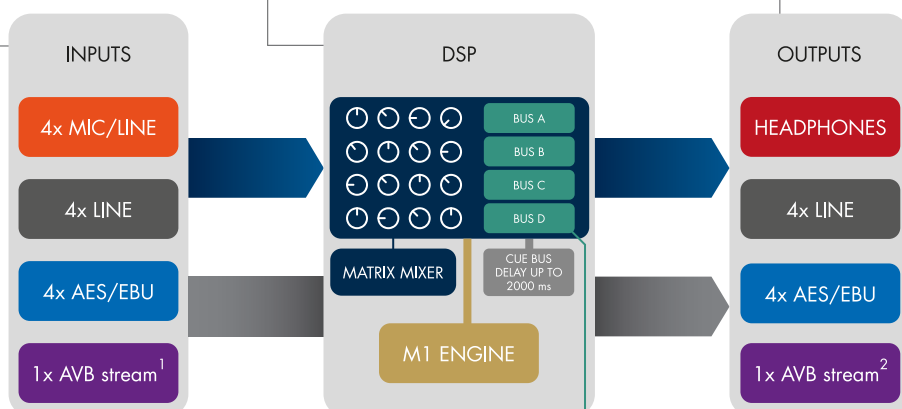 INPUTS
4x MIC/LINE
4x LINE
4x AES/EBU
1x AVB stream¹
DSP
BUS A
BUS B
BUS C
BUS D
MATRIX MIXER
CUE BUS
DELAY UP TO
2000 ms
M1 ENGINE
OUTPUTS
HEADPHONES
4x LINE
4x AES/EBU
1x AVB stream²